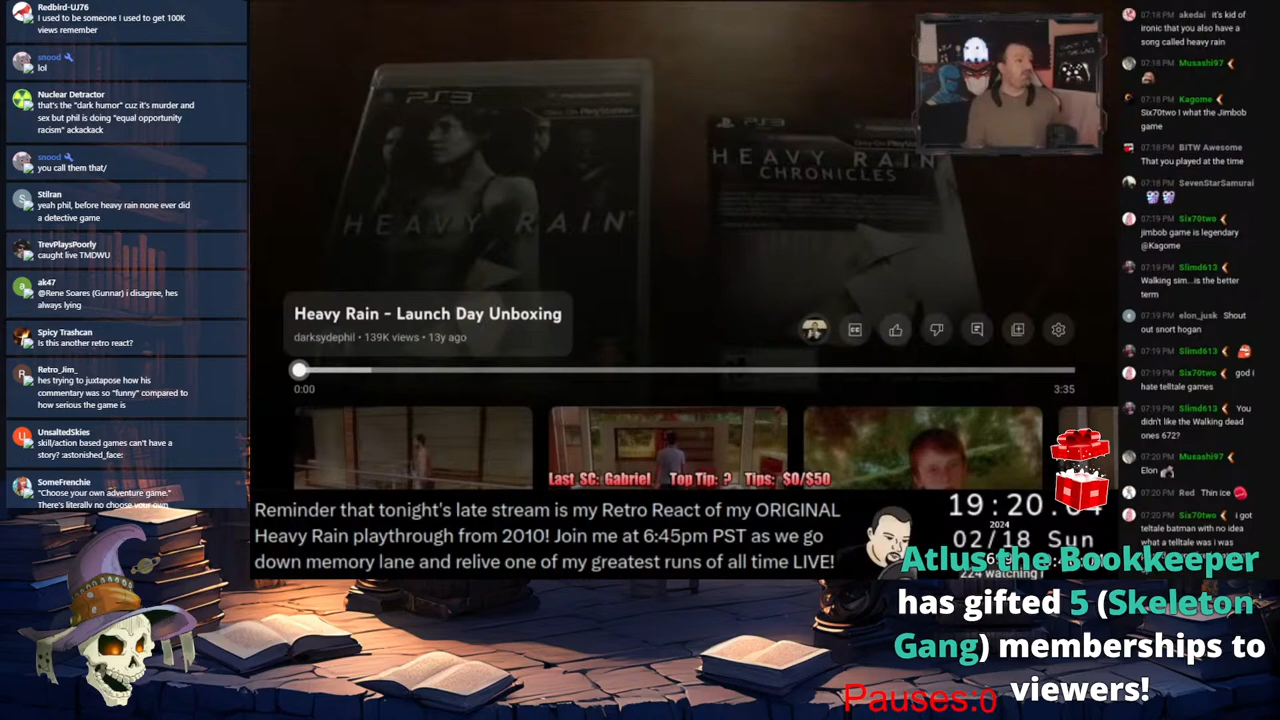 Redbird-UJ76
I used to be someone I used to get 100K
views remember
snood
lol
Nuclear Detractor
that's the "dark humor" cuz it's murder and
sex but phil is doing "equal opportunity
racism" ackackack
snood
you call them that/
Stilran
yeah phil, before heavy rain none ever did
a detective game
TrevPlaysPoorly
caught live TMDWU
ak47
@Rene Soares (Gunnar) i disagree, hes
always lying
Spicy Trashcan
Is this another retro react?
Retro_Jim_
hes trying to juxtapose how his
commentary was so "funny" compared to
how serious the game is
UnsaltedSkies
skill/action based games can't have a
story? :astonished_face:
SomeFrenchie
"Choose your own adventure game."
There's literally no choose your own
PS3
HEAVY RAIN
PS3
HEAVY RAIN
CHRONICLES
Heavy Rain - Launch Day Unboxing
darksydephil • 139K views • 13y ago
0:00
3:35
Last SC: Gabriel Top Tip: ? Tips: $0/$50
Reminder that tonight's late stream is my Retro React of my ORIGINAL
Heavy Rain playthrough from 2010! Join me at 6:45pm PST as we go
down memory lane and relive one of my greatest runs of all time LIVE!
19:20:04
2024
02/18 Sun
224 watching
07:18 PM akedai it's kid of
ironic that you also have a
song called heavy rain
07:18 PM Musashi97
07:18 PM Kagome
Six70two I what the Jimbob
game
07:18 PM BITW Awesome
That you played at the time
07:18 PM SevenStarSamurai
07:19 PM Six70two
jimbob game is legendary
@Kagome
07:19 PM Slimd613
Walking sim...is the better
term
07:19 PM elon_jusk Shout
out snort hogan
07:19 PM Slimd613
07:19 PM Six70two god i
hate telltale games
07:19 PM Slimd613 You
didn't like the Walking dead
ones 672?
07:20 PM Musashi97
Elon
07:20 PM Red Thin ice
07:20 PM Six70two i got
teltale batman with no idea
what a telltale was i was
Atlus the Bookkeeper
has gifted 5 (Skeleton
Gang) memberships to
viewers!
Pauses:0